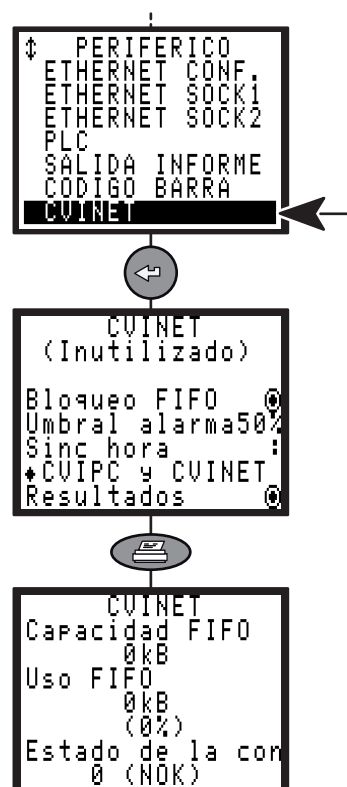 PERIFERICO
ETHERNET CONF.
ETHERNET SOCK1
ETHERNET SOCK2
PLC
SALIDA INFORME
CODIGO BARRA
CVINET
CVINET
(Inutilizado)
Bloqueo FIFO
Umbral alarma50%
Sinc hora :
CVIPC y CVINET
Resultados
CVINET
Capacidad FIFO
0kB
Uso FIFO
0kB
(0%)
Estado de la con
0 (NOK)